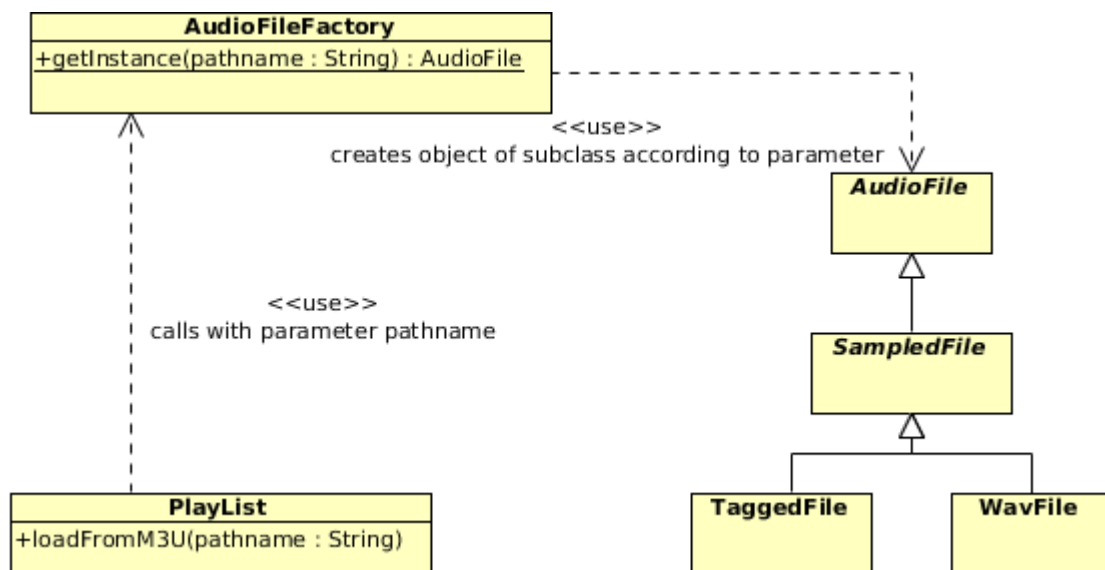 AudioFileFactory
+getInstance(pathname : String) : AudioFile
<<use>>
creates object of subclass according to parameter
AudioFile
<<use>>
calls with parameter pathname
SampledFile
PlayList
+loadFromM3U(pathname : String)
TaggedFile
WavFile